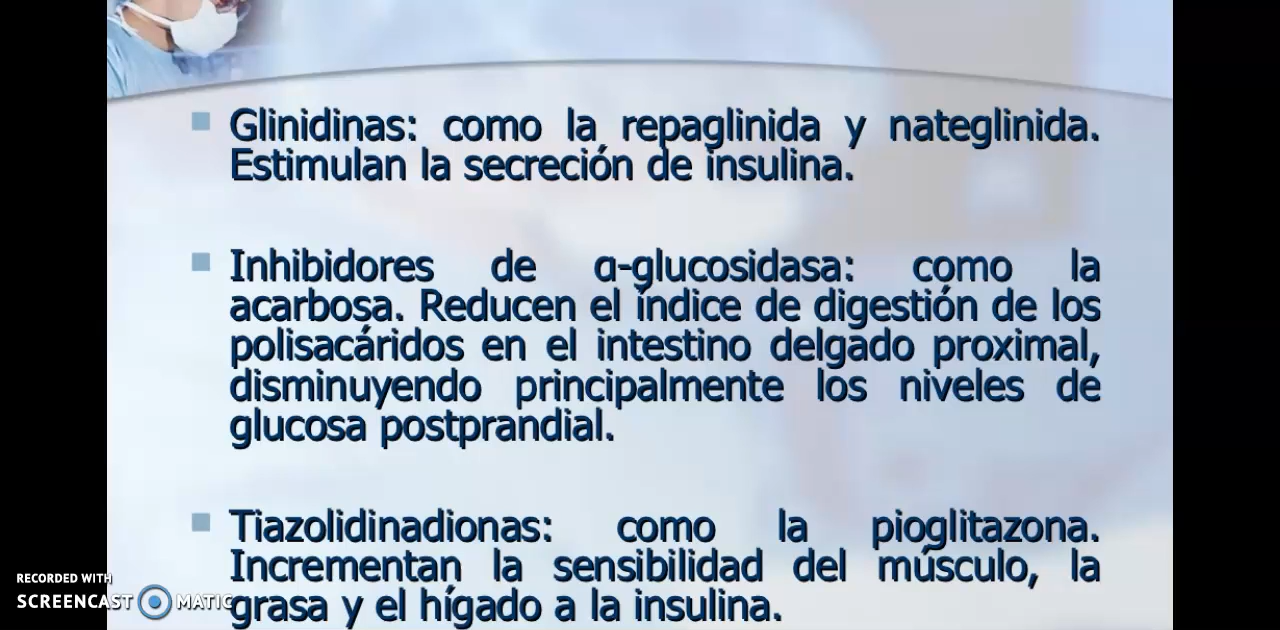 Glinidinas: como la repaglinida y nateglinida.
Estimulan la secreción de insulina.
Inhibidores de α-glucosidasa: como la
acarbosa. Reducen el índice de digestión de los
polisacáridos en el intestino delgado proximal,
disminuyendo principalmente los niveles de
glucosa postprandial.
Tiazolidinadionas: como la pioglitazona.
Incrementan la sensibilidad del músculo, la
grasa y el hígado a la insulina.
RECORDED WITH
SCREENCAST MATIC